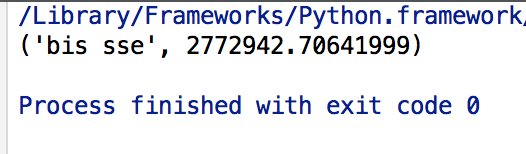 /Library/Frameworks/Python.framework/
('bis sse', 2772942.70641999)
Process finished with exit code 0